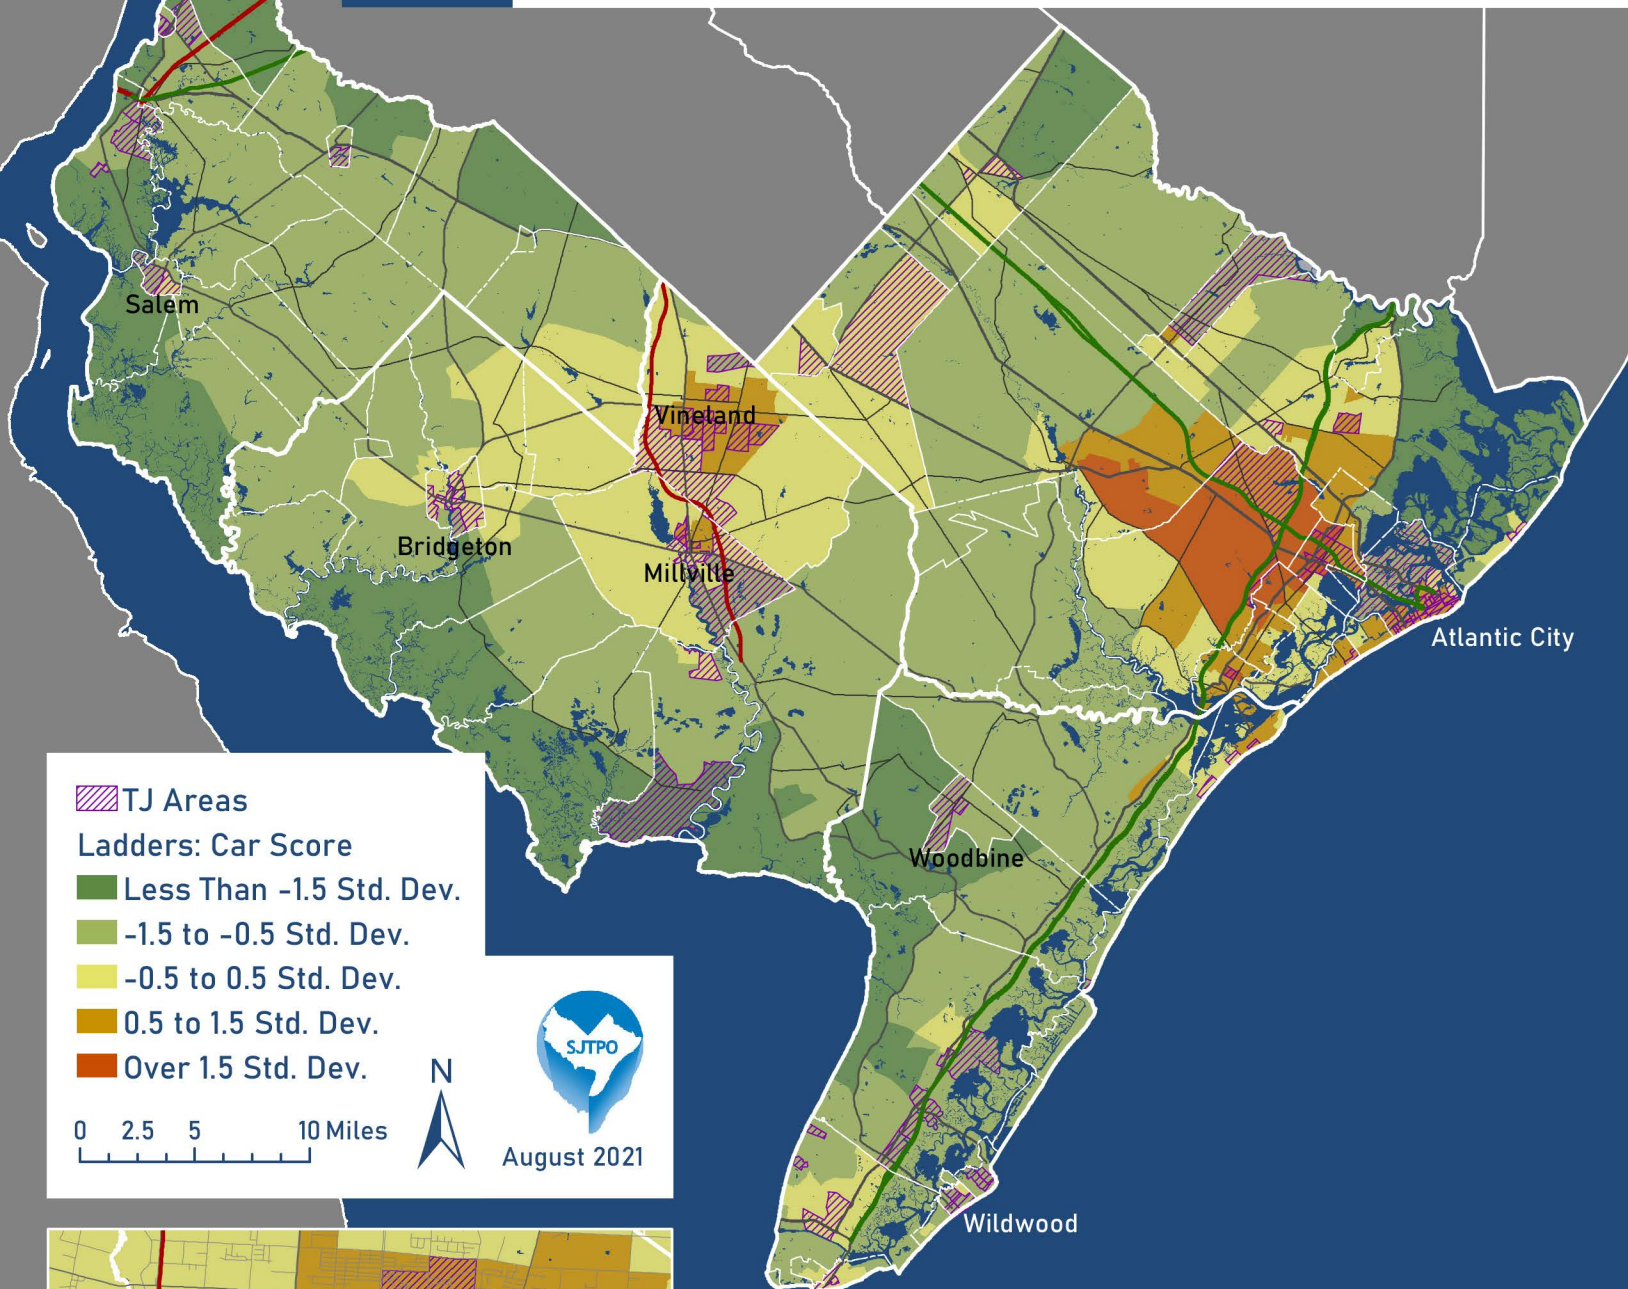 Salem
Vineland
Bridgeton
Millville
Atlantic City
Woodbine
Wildwood
TJ Areas
Ladders: Car Score
Less Than -1.5 Std. Dev.
-1.5 to -0.5 Std. Dev.
-0.5 to 0.5 Std. Dev.
0.5 to 1.5 Std. Dev.
Over 1.5 Std. Dev.
0 2.5 5 10 Miles
N
SJTPO
August 2021